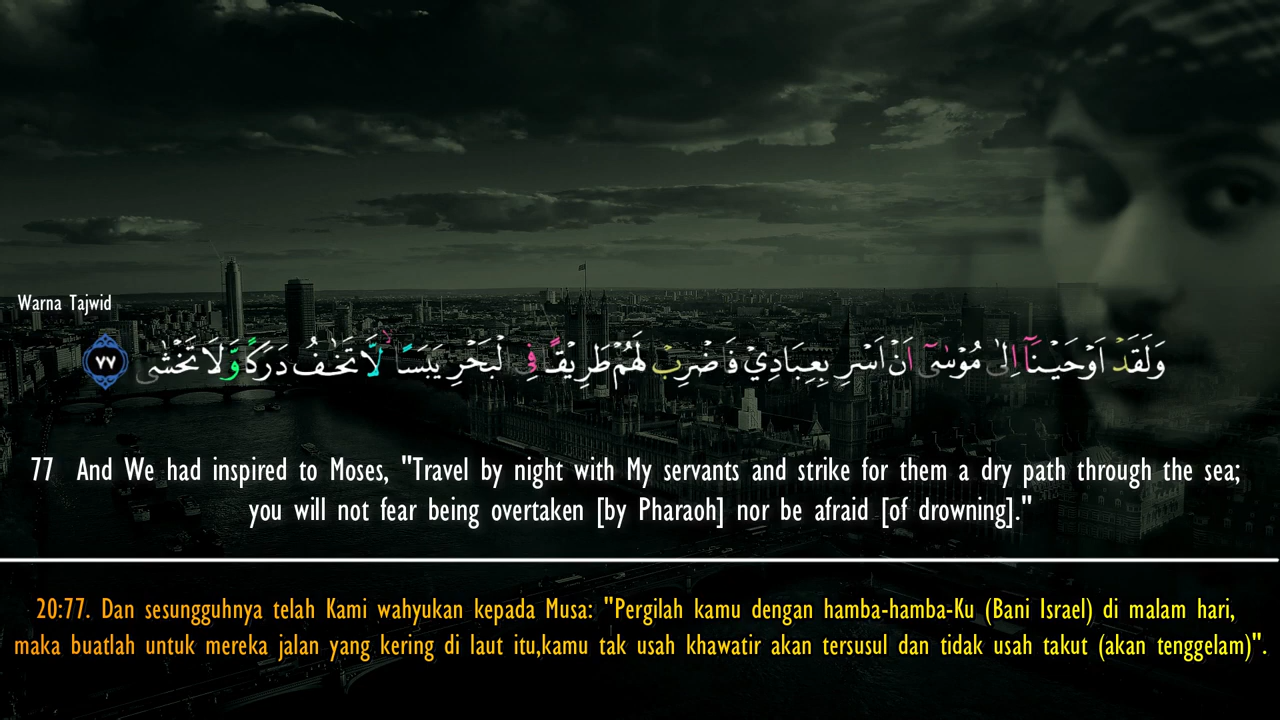 Warna Tajwid
وَلَقَدْ اَوْحَيْنَآ اِلٰى مُوْسٰىٓ اَنْ اَسْرِ بِعِبَادِيْ فَاضْرِبْ لَهُمْ طَرِيْقًا فِى الْبَحْرِ يَبَسًاۙ لَّا تَخٰفُ دَرَكًا وَّلَا تَخْشٰى ٧٧
77 And We had inspired to Moses, "Travel by night with My servants and strike for them a dry path through the sea;
you will not fear being overtaken [by Pharaoh] nor be afraid [of drowning]."
20:77. Dan sesungguhnya telah Kami wahyukan kepada Musa: "Pergilah kamu dengan hamba-hamba-Ku (Bani Israel) di malam hari,
maka buatlah untuk mereka jalan yang kering di laut itu,kamu tak usah khawatir akan tersusul dan tidak usah takut (akan tenggelam)".